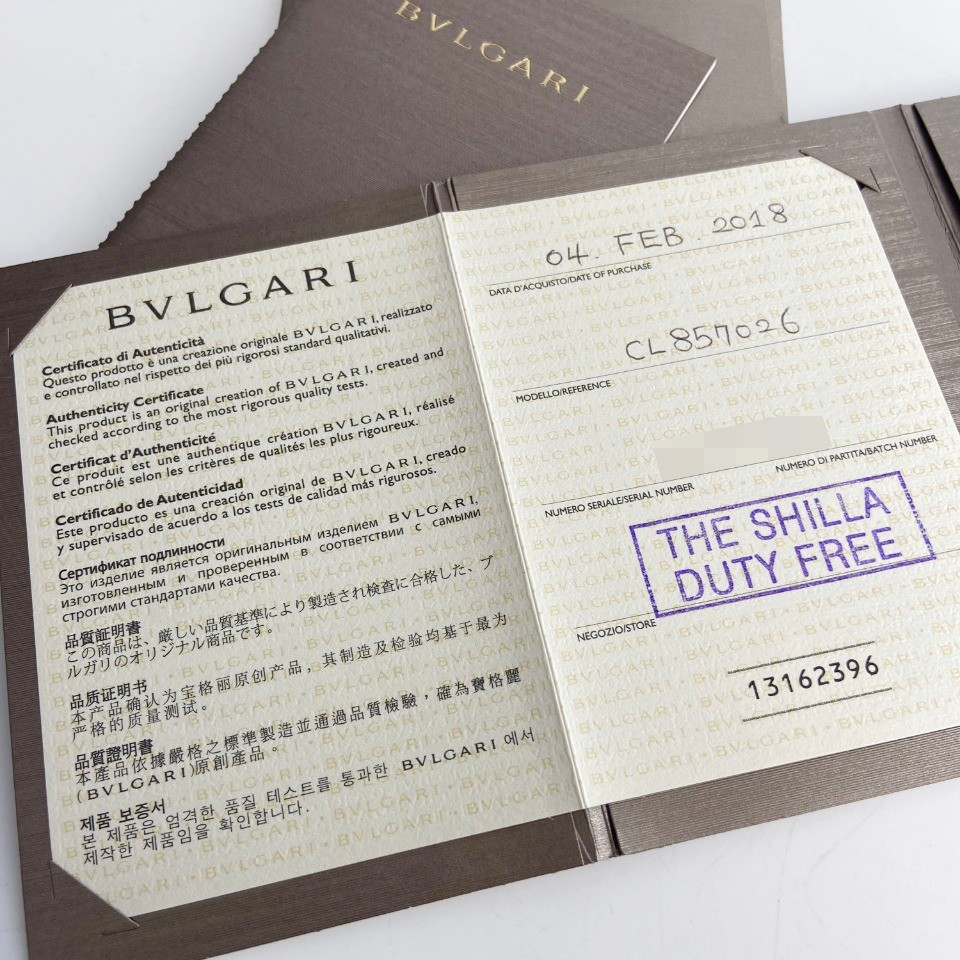 BVLGARI
BVLGARI
Certificato di Autenticità
Questo prodotto è una creazione originale BVLGARI, realizzato
e controllato nel rispetto dei più rigorosi standard qualitativi.
Authenticity Certificate
This product is an original creation of BVLGARI, created and
checked according to the most rigorous quality tests.
Certificat d'Authenticité
Ce produit est une authentique création BVLGARI, réalisé
et contrôlé selon les critères de qualités les plus rigoureux.
Certificado de Autenticidad
Este producto es una creación original de BVLGARI, creado
y supervisado de acuerdo a los tests de calidad más rigurosos.
Сертификат подлинности
Это изделие является оригинальным изделием BVLGARI,
изготовленным и проверенным в соответствии с самыми
строгими стандартами качества.
品質証明書
この商品は、厳しい品質基準により製造され検査に合格した、ブ
ルガリのオリジナル商品です。
品质证明书
本产品确认为宝格丽原创产品，其制造及检验均基于最为
严格的质量测试。
品質證明書
本產品依據嚴格之標準製造並通過品質檢驗，確為寶格麗
(BVLGARI)原創產品。
제품 보증서
본 제품은 엄격한 품질 테스트를 통과한 BVLGARI 에서
제작한 제품임을 확인합니다.
04. FEB. 2018
DATA D'ACQUISTO/DATE OF PURCHASE
CL857026
MODELLO/REFERENCE
NUMERO SERIALE/SERIAL NUMBER
NUMERO DI PARTITA/BATCH NUMBER
THE SHILLA
DUTY FREE
NEGOZIO/STORE
13162396